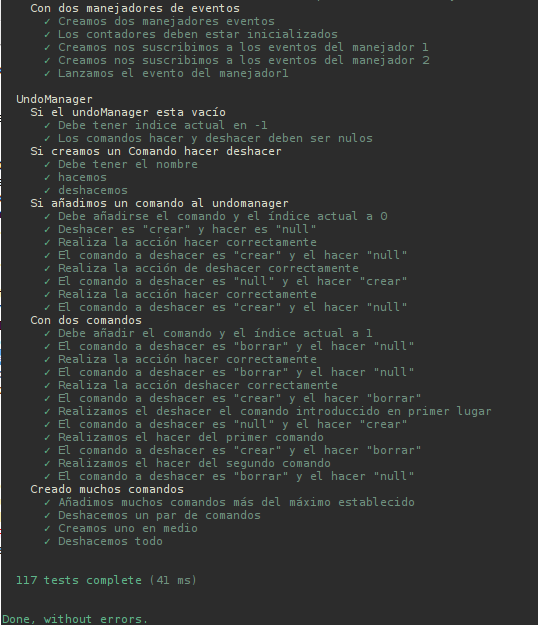 Con dos manejadores de eventos
✓ Creamos dos manejadores eventos
✓ Los contadores deben estar inicializados
✓ Creamos nos suscribimos a los eventos del manejador 1
✓ Creamos nos suscribimos a los eventos del manejador 2
✓ Lanzamos el evento del manejador1
UndoManager
Si el undoManager esta vacío
✓ Debe tener indice actual en -1
✓ Los comandos hacer y deshacer deben ser nulos
Si creamos un Comando hacer deshacer
✓ Debe tener el nombre
✓ hacemos
✓ deshacemos
Si añadimos un comando al undomanager
✓ Debe añadirse el comando y el índice actual a 0
✓ Deshacer es "crear" y hacer es "null"
✓ Realiza la acción hacer correctamente
✓ El comando a deshacer es "crear" y el hacer "null"
✓ Realiza la acción de deshacer correctamente
✓ El comando a deshacer es "null" y el hacer "crear"
✓ Realiza la acción hacer correctamente
✓ El comando a deshacer es "crear" y el hacer "null"
Con dos comandos
✓ Debe añadir el comando y el índice actual a 1
✓ El comando a deshacer es "borrar" y el hacer "null"
✓ Realiza la acción hacer correctamente
✓ El comando a deshacer es "borrar" y el hacer "null"
✓ Realiza la acción deshacer correctamente
✓ El comando a deshacer es "crear" y el hacer "borrar"
✓ Realizamos el deshacer el comando introduccido en primer lugar
✓ El comando a deshacer es "null" y el hacer "crear"
✓ Realizamos el hacer del primer comando
✓ El comando a deshacer es "crear" y el hacer "borrar"
✓ Realizamos el hacer del segundo comando
✓ El comando a deshacer es "borrar" y el hacer "null"
Creado muchos comandos
✓ Añadimos muchos comandos más del máximo establecido
✓ Deshacemos un par de comandos
✓ Creamos uno en medio
✓ Deshacemos todo
117 tests complete (41 ms)
Done, without errors.